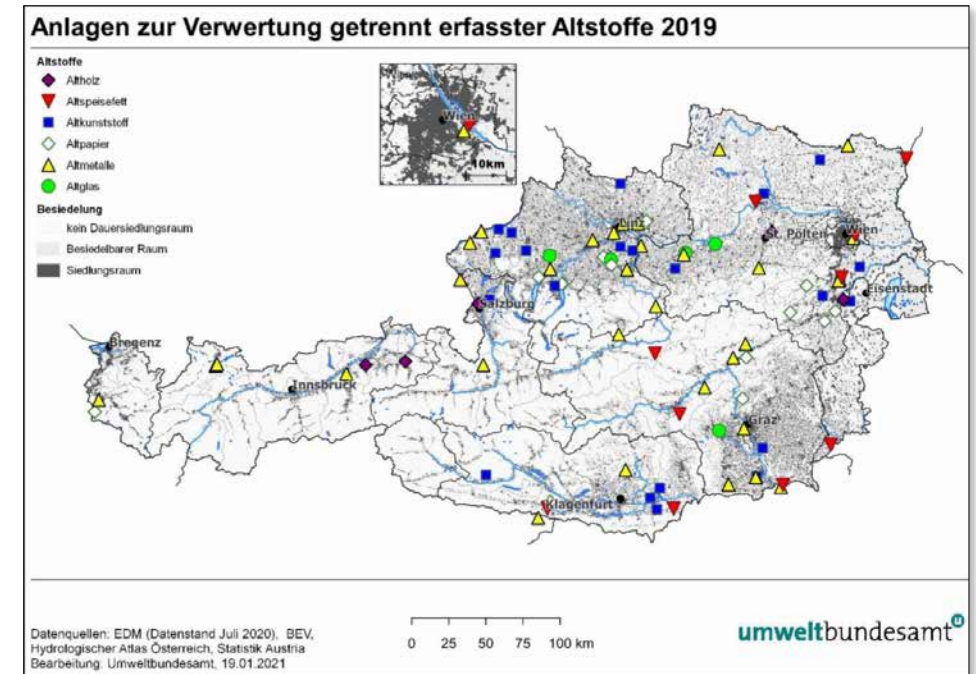 Anlagen zur Verwertung getrennt erfasster Altstoffe 2019
Altstoffe
Altholz
Altspeisefett
Altkunststoff
Altpapier
Altmetalle
Altglas
Besiedelung
kein Dauersiedlungsraum
Besiedelbarer Raum
Siedlungsraum
Wien
10km
Linz
St. Pölten
Wien
Eisenstadt
Salzburg
Bregenz
Innsbruck
Graz
Klagenfurt
Datenquellen: EDM (Datenstand Juli 2020), BEV,
Hydrologischer Atlas Österreich, Statistik Austria
Bearbeitung: Umweltbundesamt, 19.01.2021
0 25 50 75 100 km
umweltbundesamt